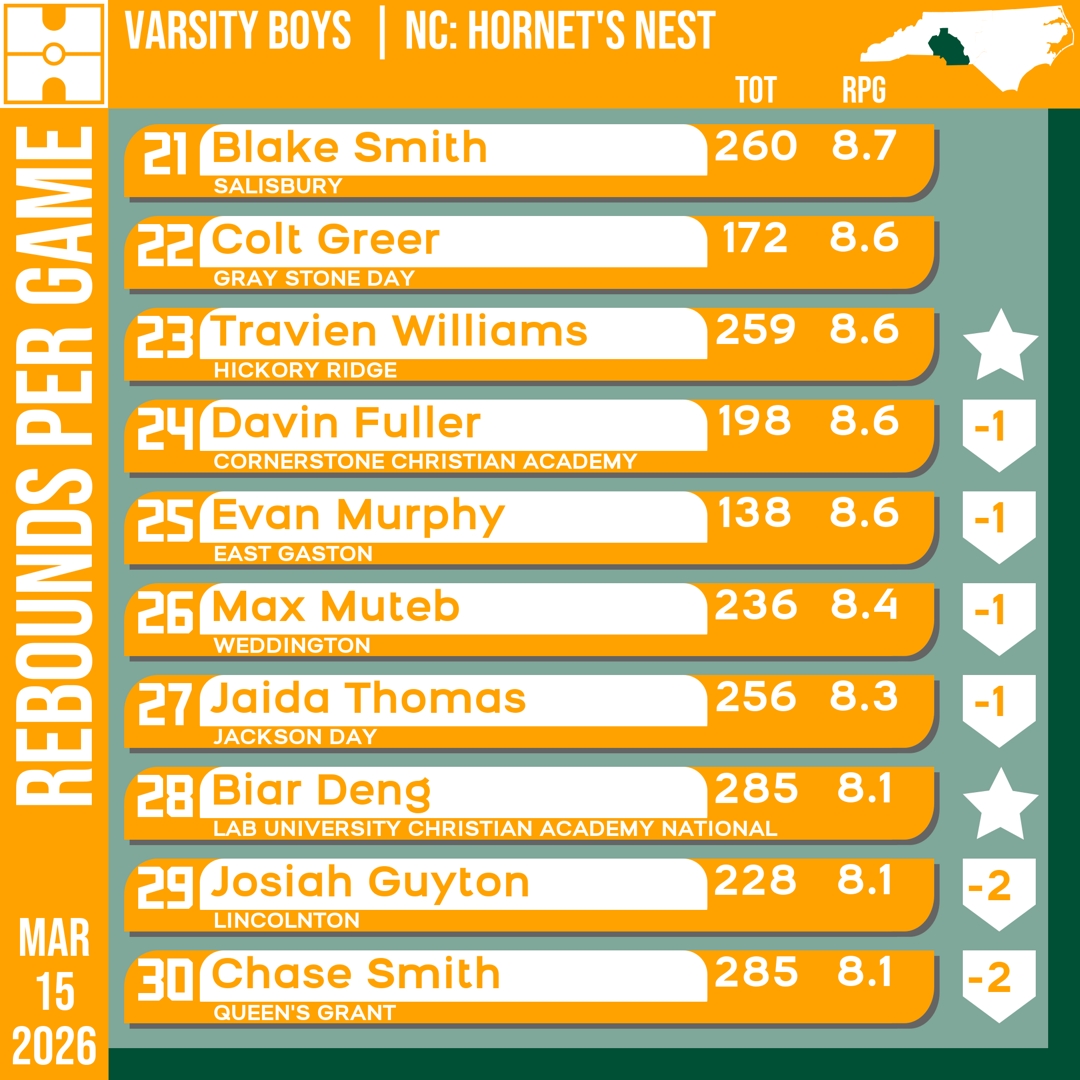 VARSITY BOYS | NC: HORNET'S NEST
TOT RPG
REBOUNDS PER GAME
MAR
15
2026
21 Blake Smith 260 8.7
SALISBURY
22 Colt Greer 172 8.6
GRAY STONE DAY
23 Travien Williams 259 8.6
HICKORY RIDGE
24 Davin Fuller 198 8.6 -1
CORNERSTONE CHRISTIAN ACADEMY
25 Evan Murphy 138 8.6 -1
EAST GASTON
26 Max Muteb 236 8.4 -1
WEDDINGTON
27 Jaida Thomas 256 8.3 -1
JACKSON DAY
28 Biar Deng 285 8.1
LAB UNIVERSITY CHRISTIAN ACADEMY NATIONAL
29 Josiah Guyton 228 8.1 -2
LINCOLNTON
30 Chase Smith 285 8.1 -2
QUEEN'S GRANT